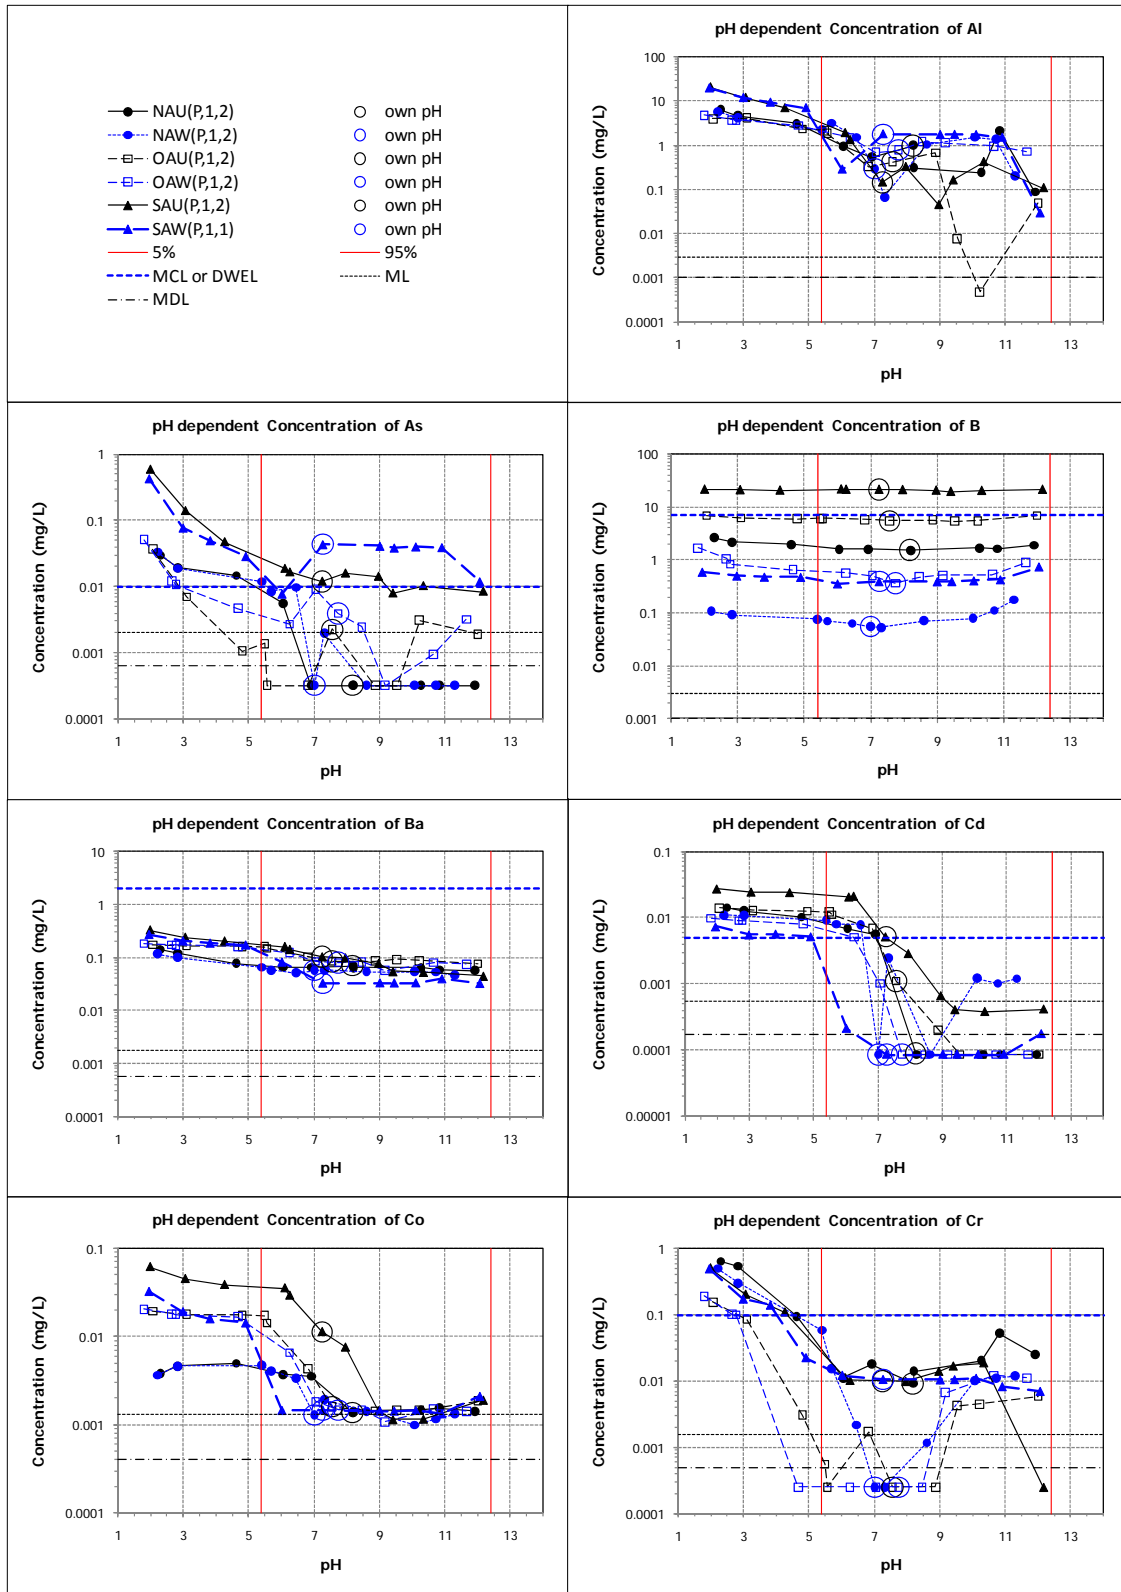 NAU(P,1,2) own pH
NAW(P,1,2) own pH
OAU(P,1,2) own pH
OAW(P,1,2) own pH
SAU(P,1,2) own pH
SAW(P,1,1) own pH
5% 95%
MCL or DWEL ML
MDL
pH dependent Concentration of Al
Concentration (mg/L)
100
10
1
0.1
0.01
0.001
0.0001
1 3 5 7 9 11 13
pH
pH dependent Concentration of As
Concentration (mg/L)
1
0.1
0.01
0.001
0.0001
1 3 5 7 9 11 13
pH
pH dependent Concentration of B
Concentration (mg/L)
100
10
1
0.1
0.01
0.001
1 3 5 7 9 11 13
pH
pH dependent Concentration of Ba
Concentration (mg/L)
10
1
0.1
0.01
0.001
0.0001
1 3 5 7 9 11 13
pH
pH dependent Concentration of Cd
Concentration (mg/L)
0.1
0.01
0.001
0.0001
0.00001
1 3 5 7 9 11 13
pH
pH dependent Concentration of Co
Concentration (mg/L)
0.1
0.01
0.001
0.0001
1 3 5 7 9 11 13
pH
pH dependent Concentration of Cr
Concentration (mg/L)
1
0.1
0.01
0.001
0.0001
1 3 5 7 9 11 13
pH